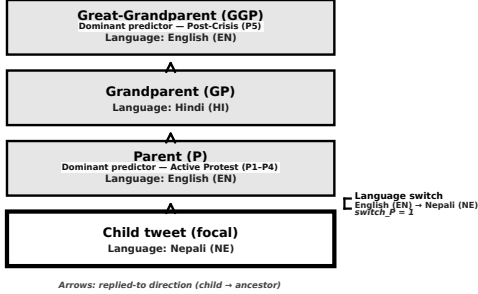 Great-Grandparent (GGP)
Dominant predictor — Post-Crisis (P5)
Language: English (EN)
Grandparent (GP)
Language: Hindi (HI)
Parent (P)
Dominant predictor — Active Protest (P1–P4)
Language: English (EN)
Language switch
English (EN) → Nepali (NE)
switch_P = 1
Child tweet (focal)
Language: Nepali (NE)
Arrows: replied-to direction (child → ancestor)